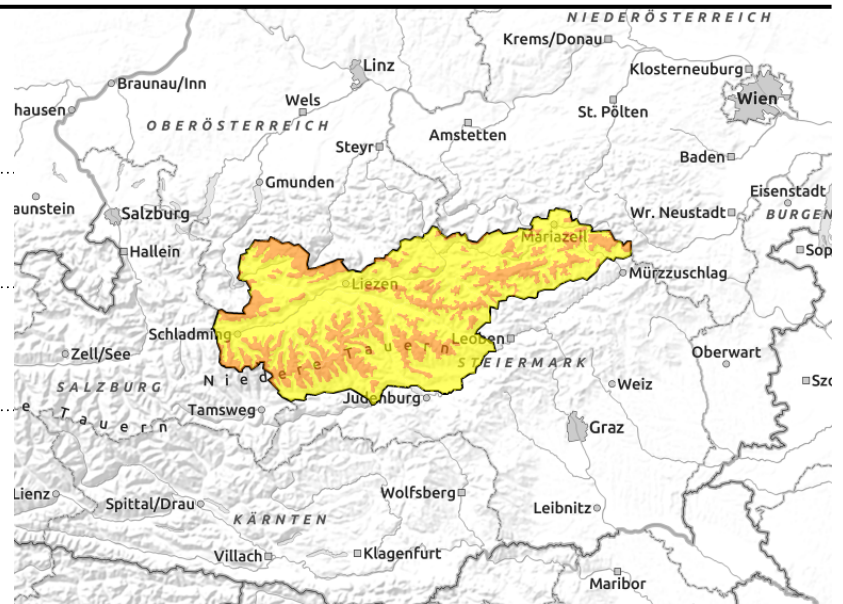 NIEDERÖSTERREICH
Krems/Donau
Linz
Klosterneuburg
Braunau/Inn
Wien
Wels
hausen
St. Pölten
OBERÖSTERREICH
Amstetten
Steyr
Baden
Gmunden
Eisenstadt
aunstein
Salzburg
Wr. Neustadt
BURGEN
Mariazell
Hallein
Sop
Mürzzuschlag
Liezen
Schladming
Leoben
Zell/See
Oberwart
STEIERMARK
Niedere Tauern
SALZBURG
Weiz
Szo
Tamsweg
Judenburg
e Tauern
Graz
Lienz
Wolfsberg
Spittal/Drau
Leibnitz
KÄRNTEN
Villach
Klagenfurt
Maribor